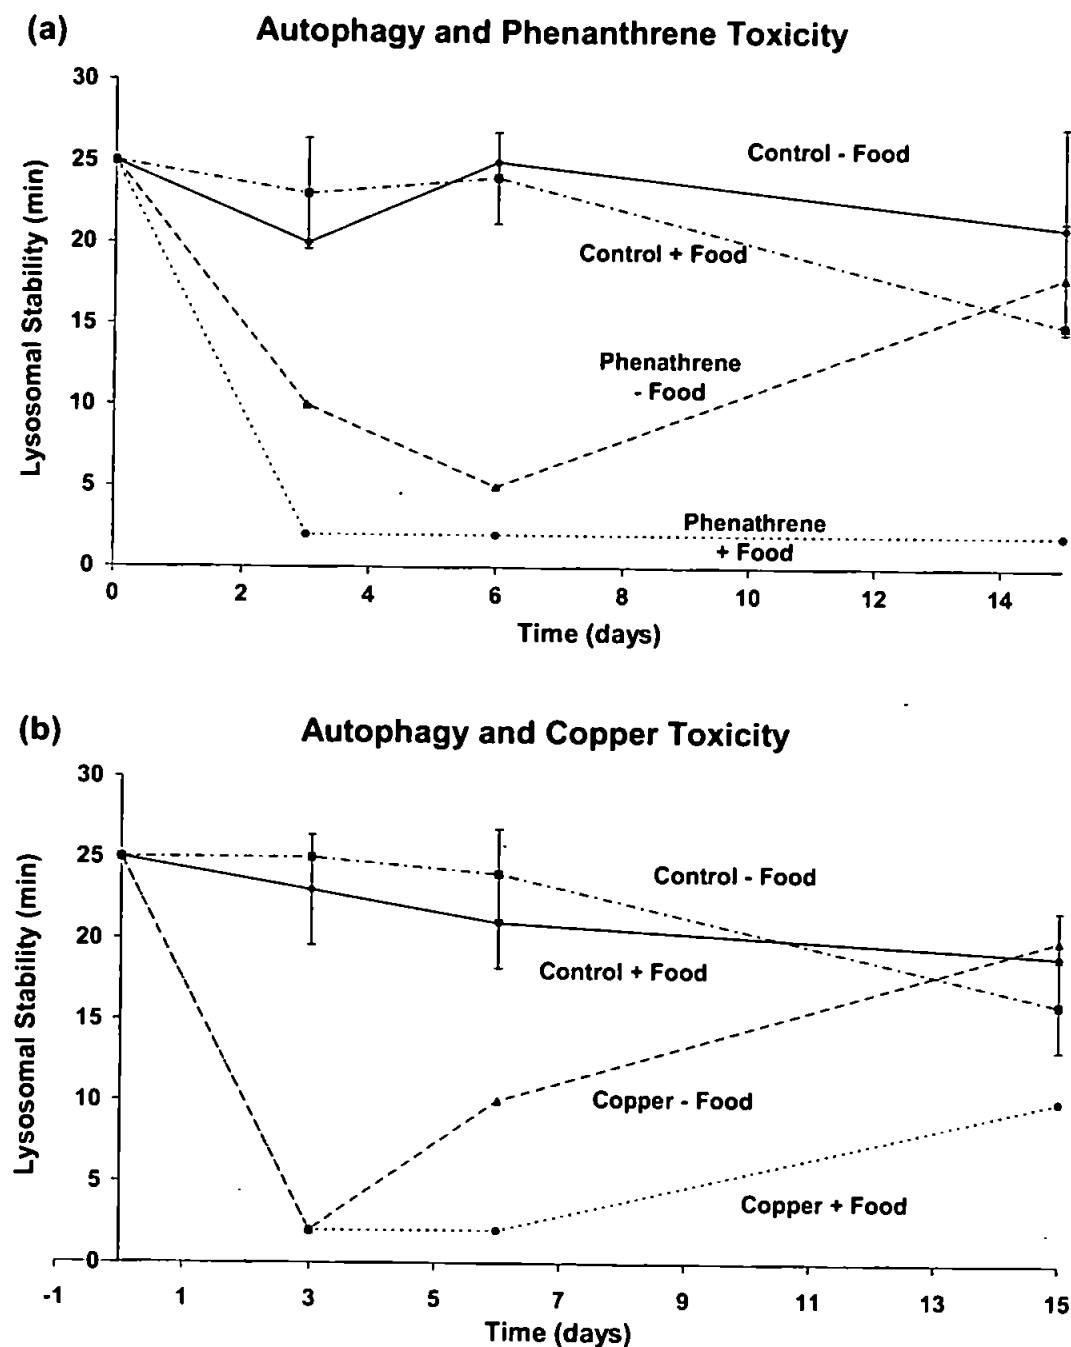 (a)
Autophagy and Phenanthrene Toxicity
30
25
20
15
10
5
0
Lysosomal Stability (min)
Control - Food
Control + Food
Phenathrene
- Food
Phenathrene
+ Food
0 2 4 6 8 10 12 14
Time (days)
(b)
Autophagy and Copper Toxicity
30
25
20
15
10
5
0
Lysosomal Stability (min)
Control - Food
Control + Food
Copper - Food
Copper + Food
-1 1 3 5 7 9 11 13 15
Time (days)